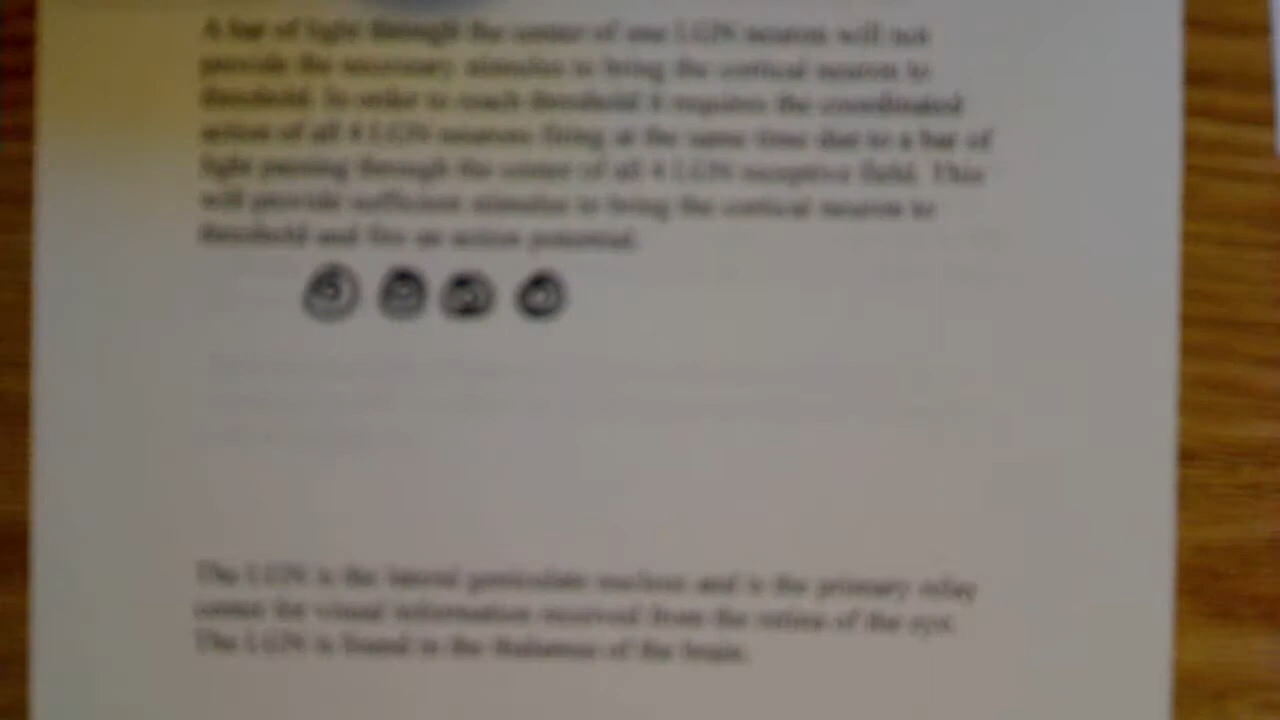 A bar of light through the center of one LGN neuron will not
provide the necessary stimulus to bring the cortical neuron to
threshold. In order to reach threshold it requires the coordinated
action of all 4 LGN neurons firing at the same time due to a bar of
light passing through the center of all 4 LGN receptive field. This
will provide sufficient stimulus to bring the cortical neuron to
threshold and fire an action potential.
The LGN is the lateral geniculate nucleus and is the primary relay
center for visual information received from the retina of the eye.
The LGN is found in the thalamus of the brain.